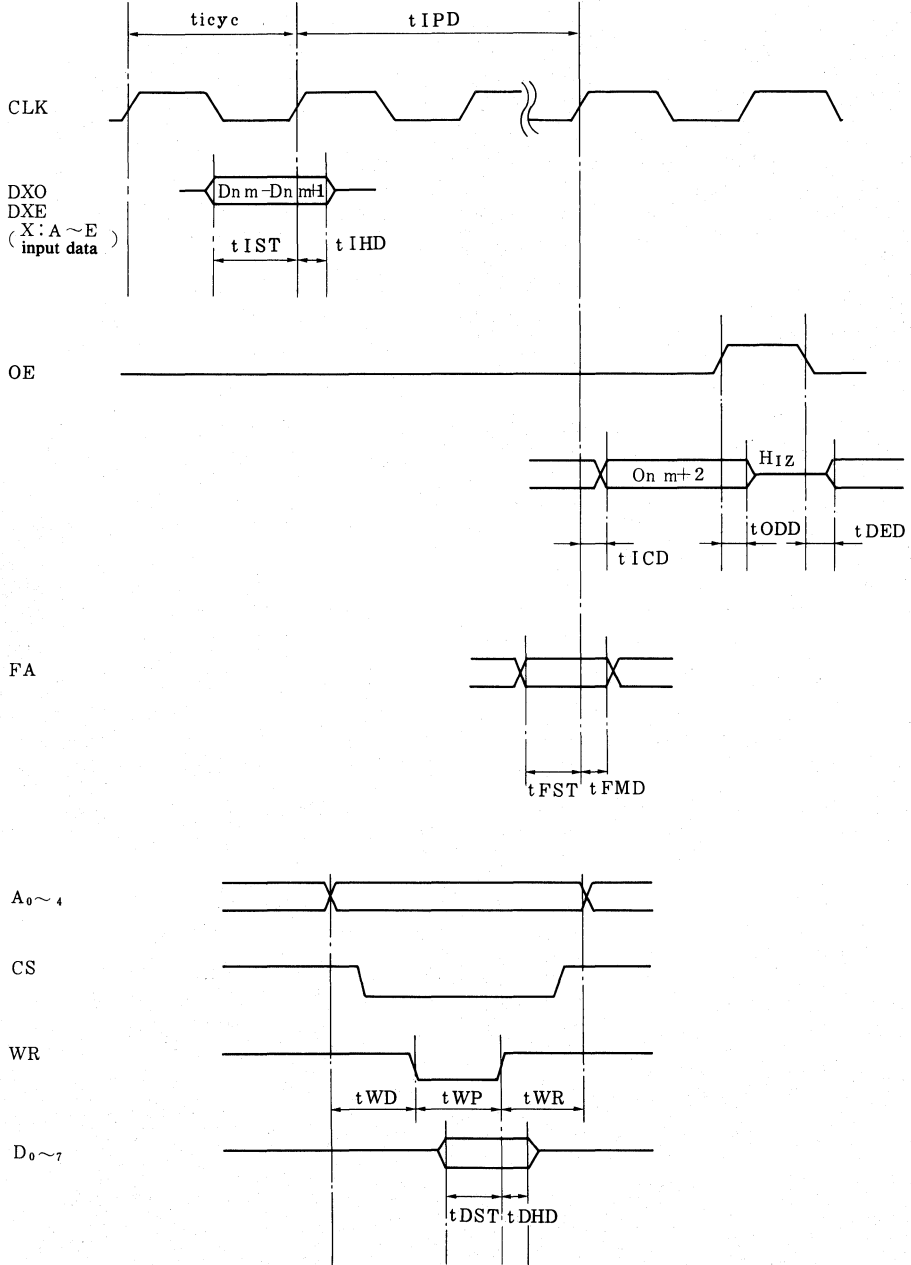 ticyc
tIPD
CLK
DXO
DXE
( X:A～E )
input data
Dn m-Dn m+1
tIST
tIHD
OE
On m+2
HIZ
tODD
tDED
tICD
FA
tFST
tFMD
A₀～₄
CS
WR
tWD
tWP
tWR
D₀～₇
tDST
tDHD